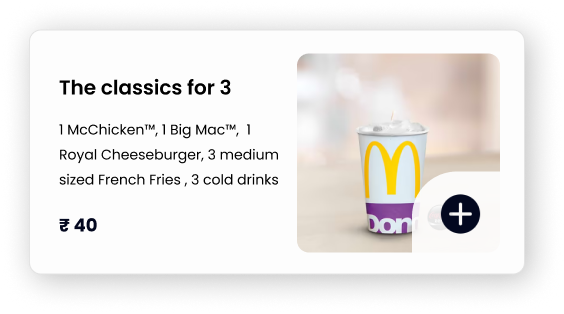 The classics for 3
1 McChicken™, 1 Big Mac™, 1
Royal Cheeseburger, 3 medium
sized French Fries , 3 cold drinks
₹ 40